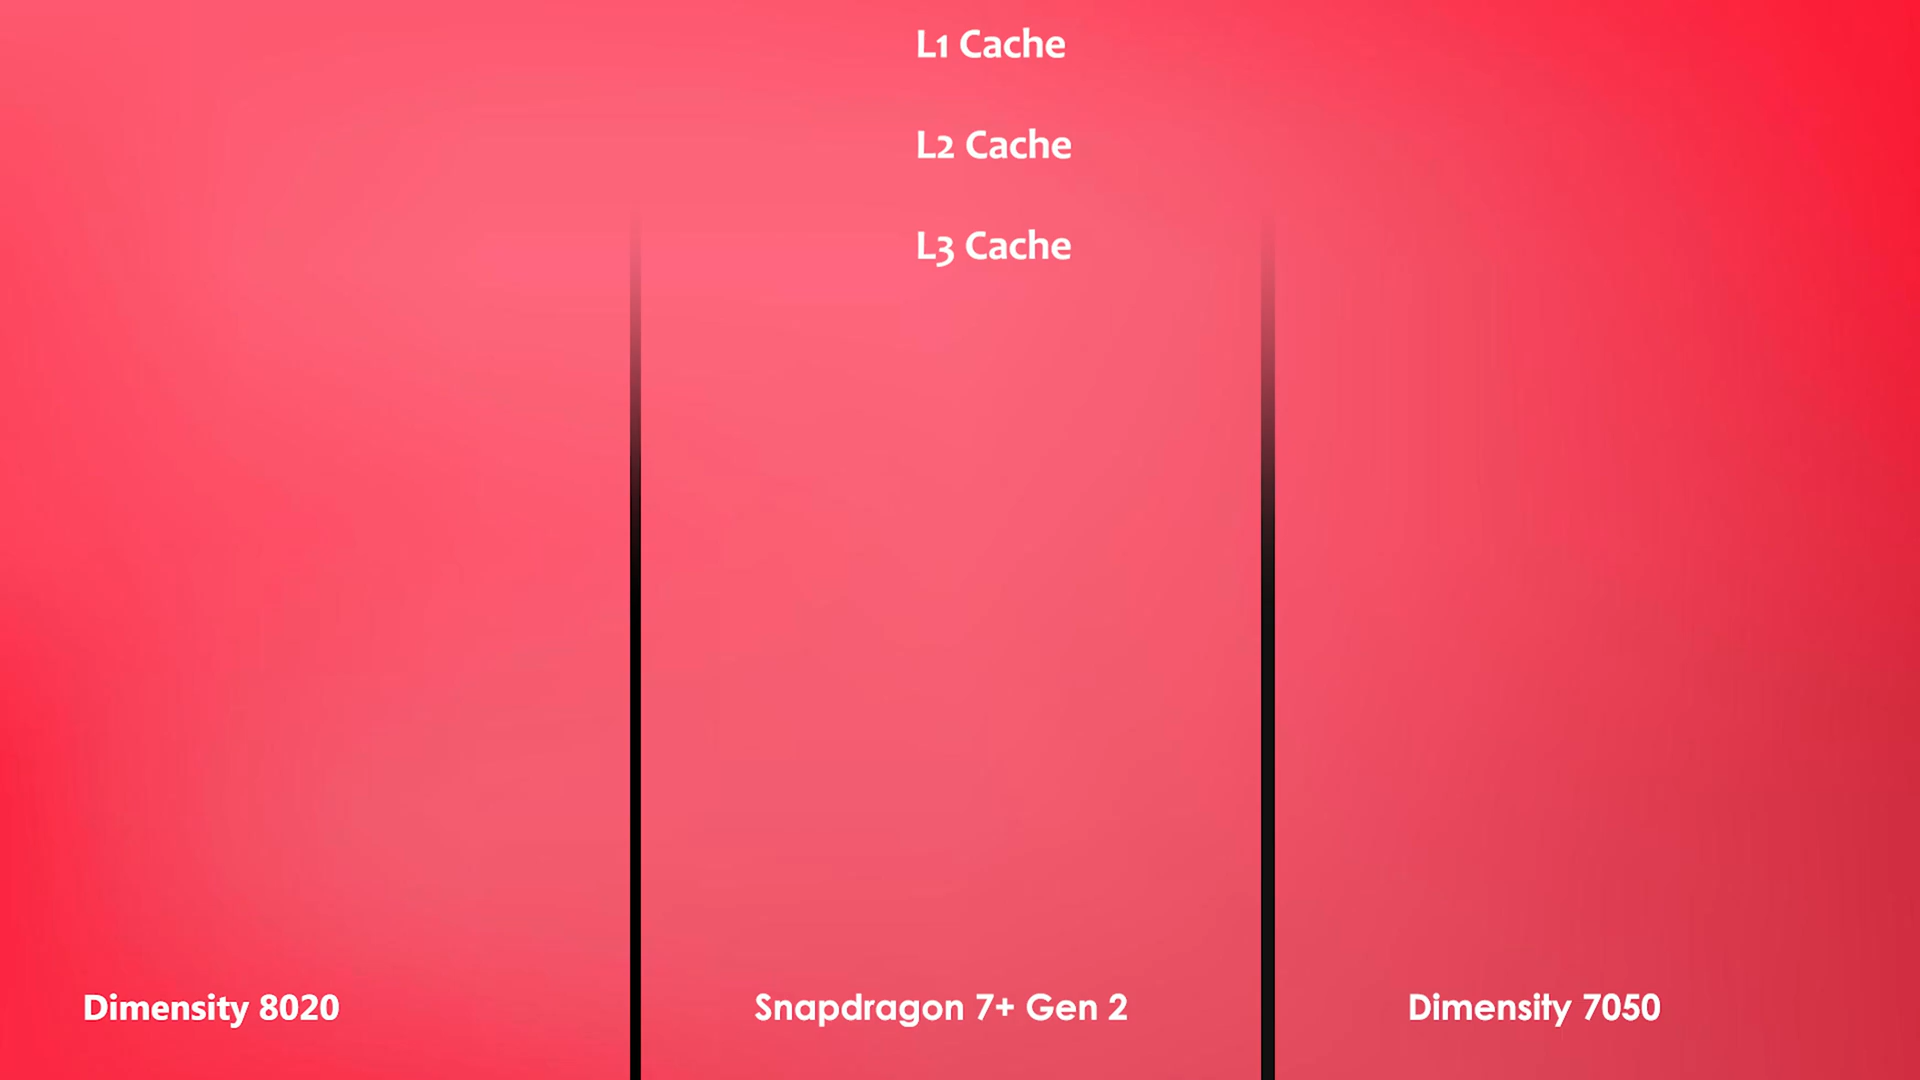 L1 Cache
L2 Cache
L3 Cache
Dimensity 8020
Snapdragon 7+ Gen 2
Dimensity 7050